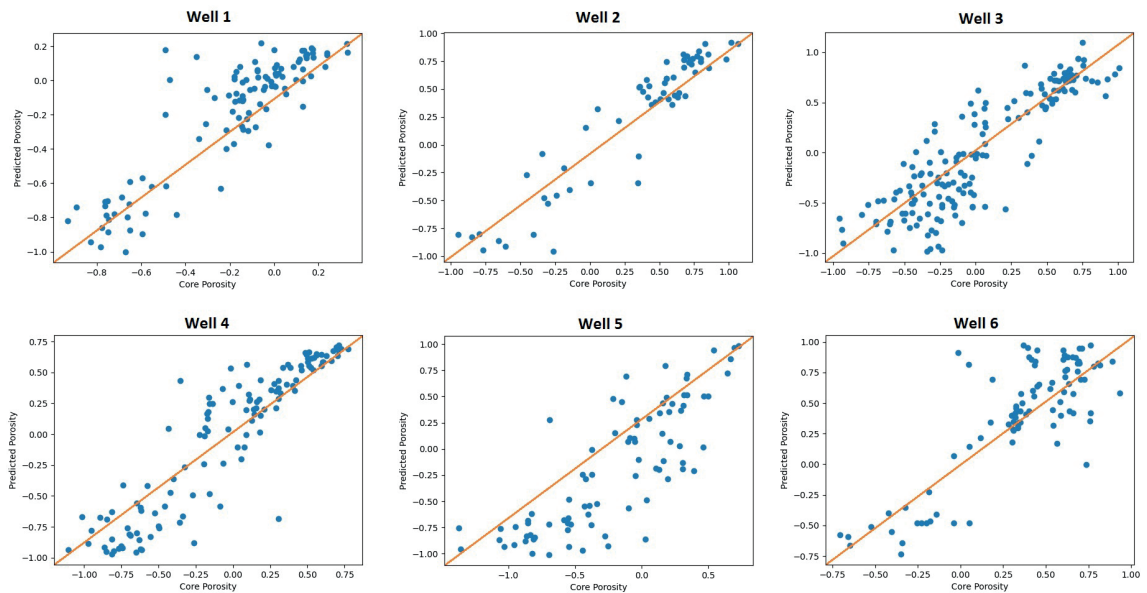 Well 1
Predicted Porosity
0.2
0.0
−0.2
−0.4
−0.6
−0.8
−1.0
−0.8 −0.6 −0.4 −0.2 0.0 0.2
Core Porosity
Well 2
Predicted Porosity
1.00
0.75
0.50
0.25
0.00
−0.25
−0.50
−0.75
−1.00
−1.00 −0.75 −0.50 −0.25 0.00 0.25 0.50 0.75 1.00
Core Porosity
Well 3
Predicted Porosity
1.0
0.5
0.0
−0.5
−1.0
−1.00 −0.75 −0.50 −0.25 0.00 0.25 0.50 0.75 1.00
Core Porosity
Well 4
Predicted Porosity
0.75
0.50
0.25
0.00
−0.25
−0.50
−0.75
−1.00
−1.00 −0.75 −0.50 −0.25 0.00 0.25 0.50 0.75
Core Porosity
Well 5
Predicted Porosity
1.00
0.75
0.50
0.25
0.00
−0.25
−0.50
−0.75
−1.00
−1.0 −0.5 0.0 0.5
Core Porosity
Well 6
Predicted Porosity
1.00
0.75
0.50
0.25
0.00
−0.25
−0.50
−0.75
−0.75 −0.50 −0.25 0.00 0.25 0.50 0.75 1.00
Core Porosity